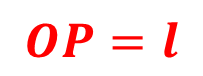 OP = l